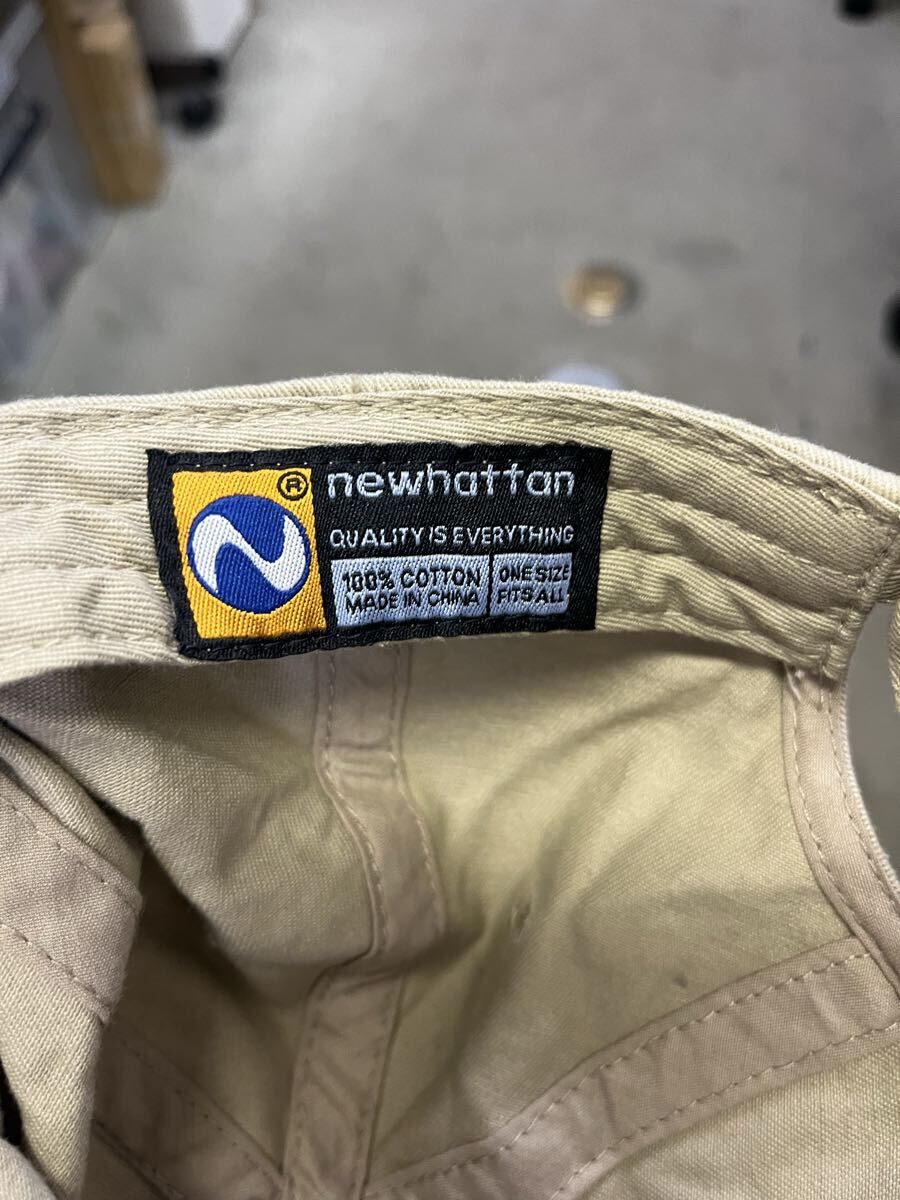 ®
newhattan
QUALITY IS EVERYTHING
100% COTTON
MADE IN CHINA
ONE SIZE
FITS ALL